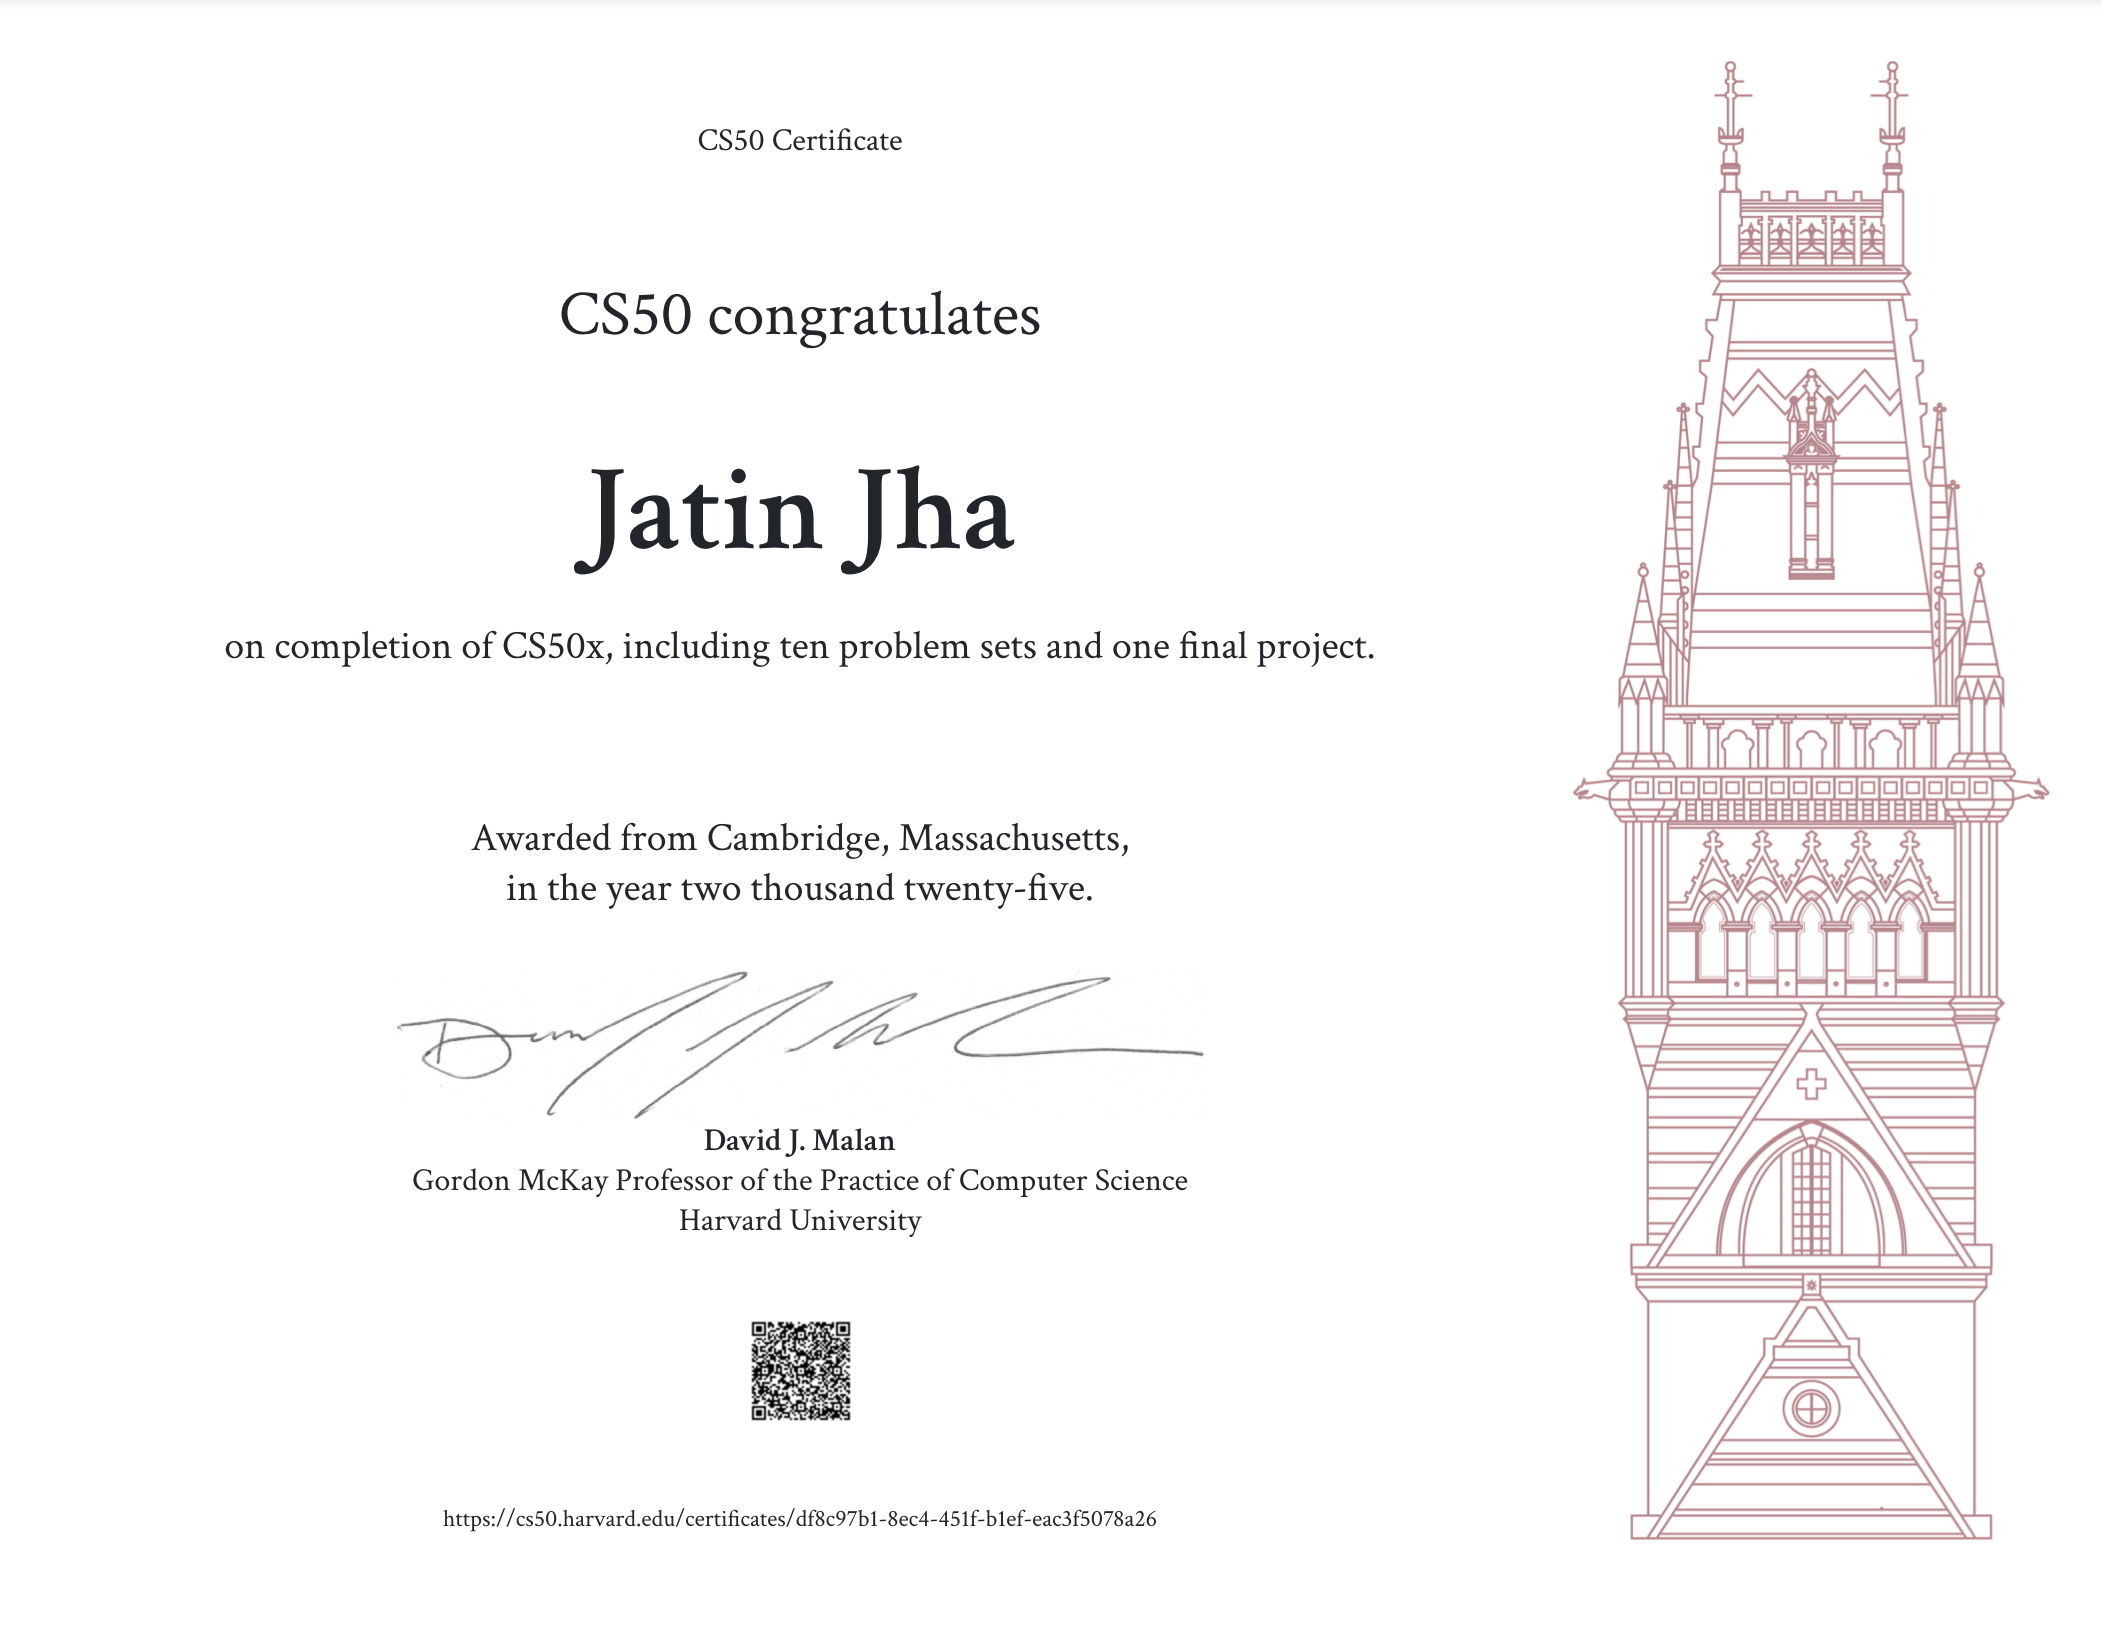 CS50 Certificate
CS50 congratulates
Jatin Jha
on completion of CS50x, including ten problem sets and one final project.
Awarded from Cambridge, Massachusetts,
in the year two thousand twenty-five.
David J. Malan
Gordon McKay Professor of the Practice of Computer Science
Harvard University
https://cs50.harvard.edu/certificates/df8c97b1-8ec4-451f-b1ef-eac3f5078a26